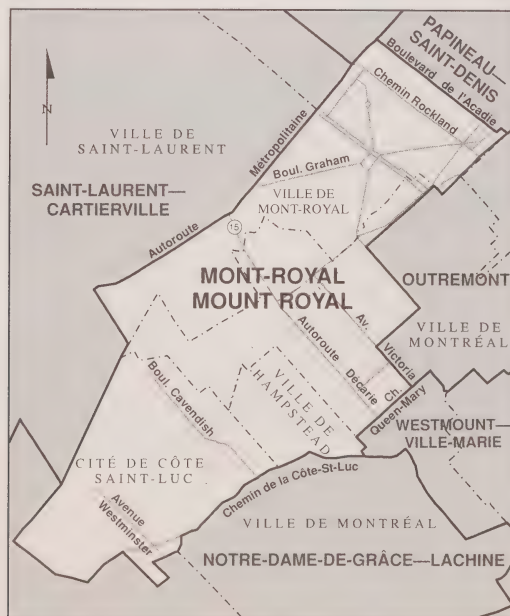 PAPINEAU—
SAINT-DENIS
Boulevard de l'Acadie
Chemin Rockland
N
VILLE DE
SAINT-LAURENT
Métropolitaine
Boul. Graham
VILLE DE
MONT-ROYAL
SAINT-LAURENT—
CARTIERVILLE
Autoroute
15
MONT-ROYAL
MOUNT ROYAL
OUTREMONT
VILLE DE
MONTRÉAL
Av. Victoria
Autoroute Décarie
Ch. Queen-Mary
Boul. Cavendish
VILLE DE
HAMPSTEAD
WESTMOUNT—
VILLE-MARIE
CITÉ DE CÔTE
SAINT-LUC
Chemin de la Côte-St-Luc
Avenue
Westminster
VILLE DE MONTRÉAL
NOTRE-DAME-DE-GRÂCE—LACHINE